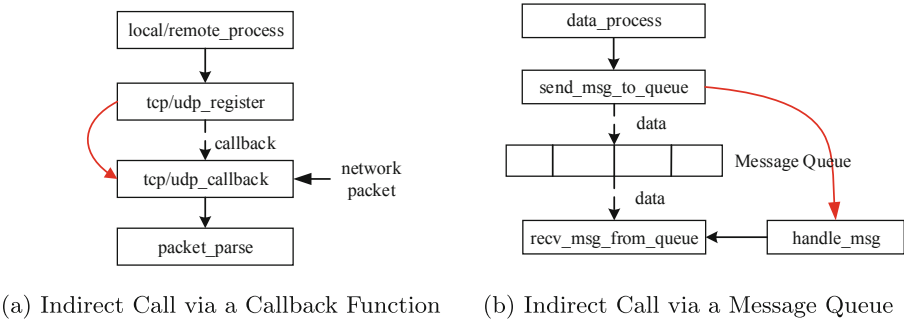 local/remote_process
tcp/udp_register
callback
tcp/udp_callback
network
packet
packet_parse
(a) Indirect Call via a Callback Function
data_process
send_msg_to_queue
data
Message Queue
data
recv_msg_from_queue
handle_msg
(b) Indirect Call via a Message Queue